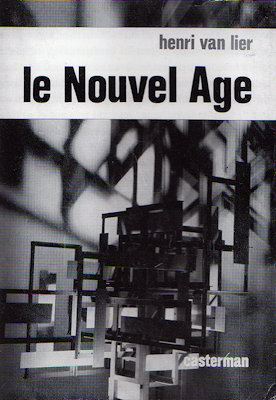 henri van lier
le Nouvel Age
casterman